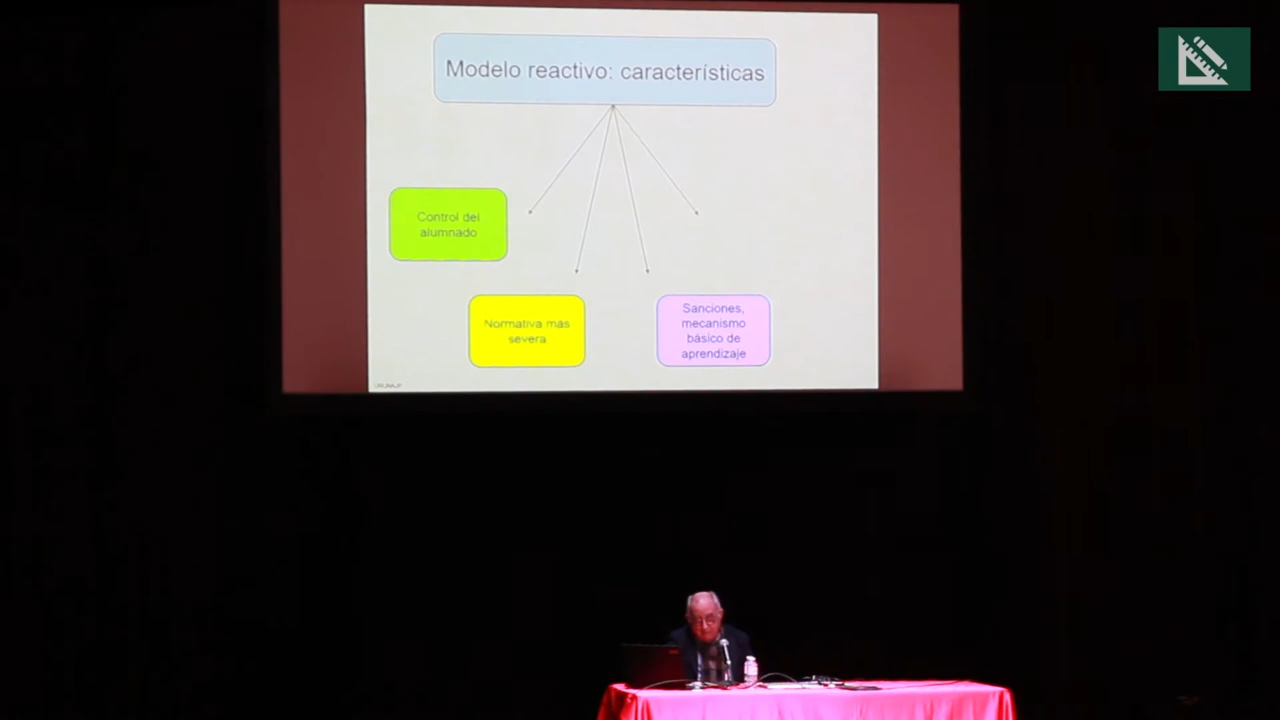 Modelo reactivo: características
Control del
alumnado
Normativa más
severa
Sanciones,
mecanismo
básico de
aprendizaje